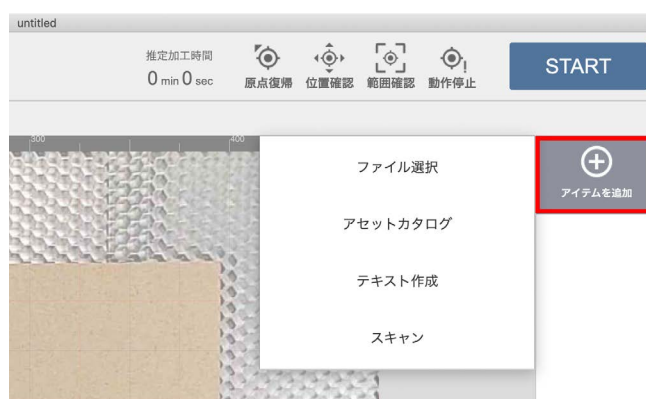 untitled
推定加工時間
0 min 0 sec
原点復帰
位置確認
範囲確認
動作停止
START
300
400
ファイル選択
アセットカタログ
テキスト作成
スキャン
アイテムを追加